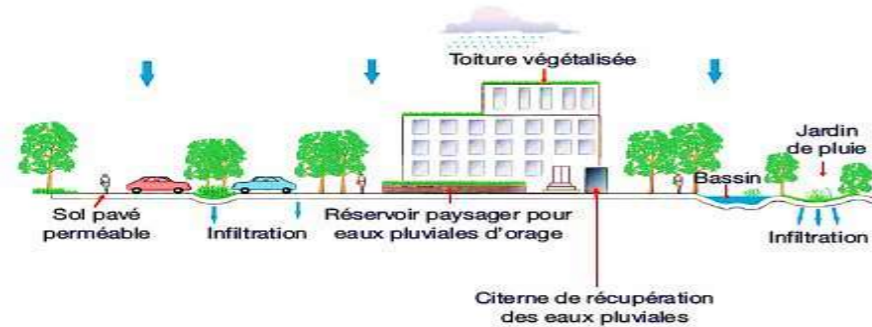 Toiture végétalisée
Jardin
de pluie
Bassin
Sol pavé
perméable
Infiltration
Réservoir paysager pour
eaux pluviales d'orage
Infiltration
Citerne de récupération
des eaux pluviales